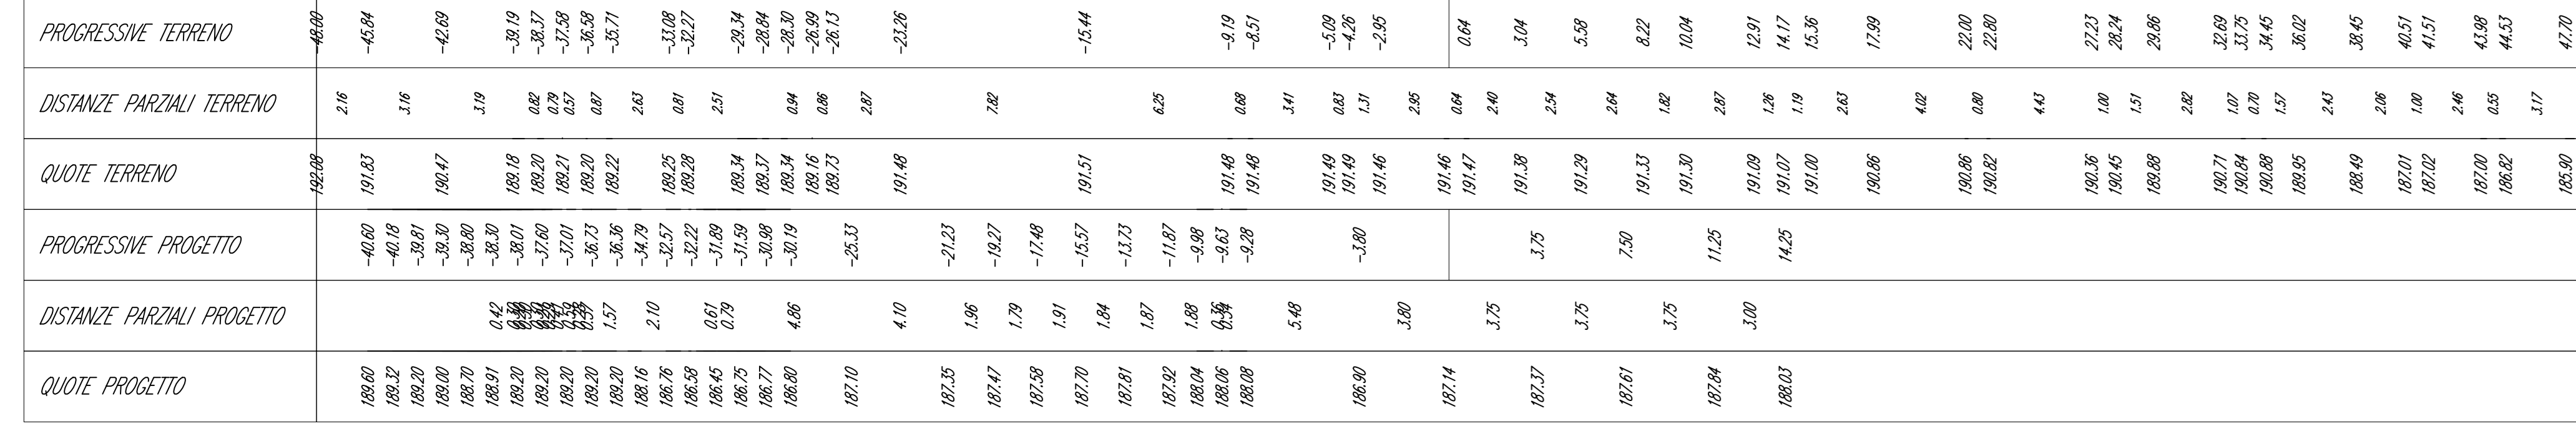 PROGRESSIVE TERRENO -48.00 -45.84 -42.69 -39.19 -38.37 -37.58 -36.58 -35.71 -33.08 -32.27 -29.34 -28.84 -28.30 -26.99 -26.13 -23.26 -15.44 -9.19 -8.51 -5.09 -4.26 -2.95 0.64 3.04 5.58 8.22 10.04 12.91 14.17 15.36 17.99 22.00 22.80 27.23 28.24 29.86 32.69 33.75 34.45 36.02 38.45 40.51 41.51 43.98 44.53 47.70
DISTANZE PARZIALI TERRENO 2.16 3.16 3.19 0.82 0.79 0.57 0.87 2.63 0.81 2.51 0.94 0.86 2.87 7.82 6.25 0.68 3.41 0.83 1.31 2.95 0.64 2.40 2.54 2.64 1.82 2.87 1.26 1.19 2.63 4.02 0.80 4.43 1.00 1.51 2.82 1.07 0.70 1.57 2.43 2.06 1.00 2.46 0.55 3.17
QUOTE TERRENO 192.08 191.83 190.47 189.18 189.20 189.21 189.20 189.22 189.25 189.28 189.34 189.37 189.34 189.16 189.73 191.48 191.51 191.48 191.48 191.49 191.49 191.46 191.46 191.47 191.38 191.29 191.33 191.30 191.09 191.07 191.00 190.86 190.86 190.82 190.36 190.45 189.88 190.71 190.84 190.88 189.95 188.49 187.01 187.02 187.00 186.82 185.90
PROGRESSIVE PROGETTO -40.60 -40.18 -39.81 -39.30 -38.80 -38.30 -38.01 -37.60 -37.01 -36.73 -36.36 -34.79 -32.57 -32.22 -31.89 -31.59 -30.98 -30.19 -25.33 -21.23 -19.27 -17.48 -15.57 -13.73 -11.87 -9.98 -9.63 -9.28 -3.80 3.75 7.50 11.25 14.25
DISTANZE PARZIALI PROGETTO 0.42 0.37 1.57 2.10 0.61 0.79 4.86 4.10 1.96 1.79 1.91 1.84 1.87 1.88 0.36 0.34 5.48 3.80 3.75 3.75 3.75 3.00
QUOTE PROGETTO 189.60 189.32 189.20 189.00 188.70 188.91 189.20 189.20 189.20 189.20 189.20 188.16 186.76 186.58 186.45 186.75 186.77 186.80 187.10 187.35 187.47 187.58 187.70 187.81 187.92 188.04 188.06 188.08 186.90 187.14 187.37 187.61 187.84 188.03